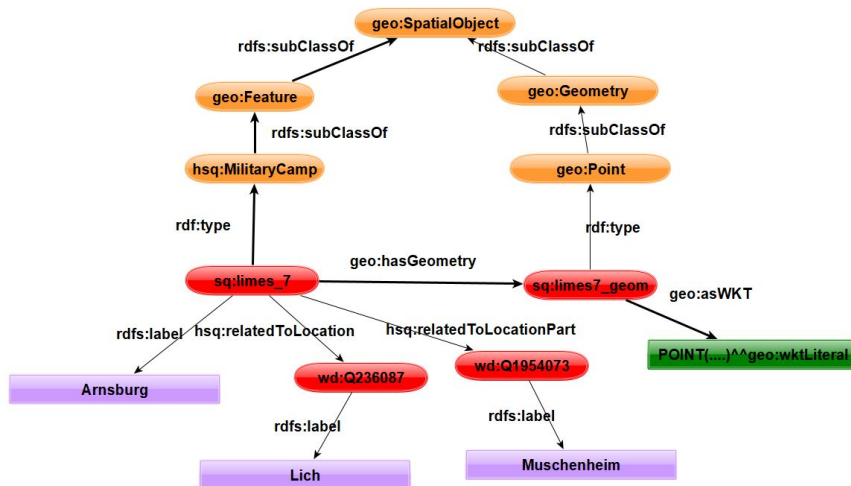 geo:SpatialObject
rdfs:subClassOf
rdfs:subClassOf
geo:Feature
geo:Geometry
rdfs:subClassOf
rdfs:subClassOf
hsq:MilitaryCamp
geo:Point
rdf:type
rdf:type
geo:hasGeometry
sq:limes_7
sq:limes7_geom
geo:asWKT
rdfs:label
hsq:relatedToLocation
hsq:relatedToLocationPart
POINT(....)^^geo:wktLiteral
wd:Q236087
wd:Q1954073
Arnsburg
rdfs:label
rdfs:label
Lich
Muschenheim